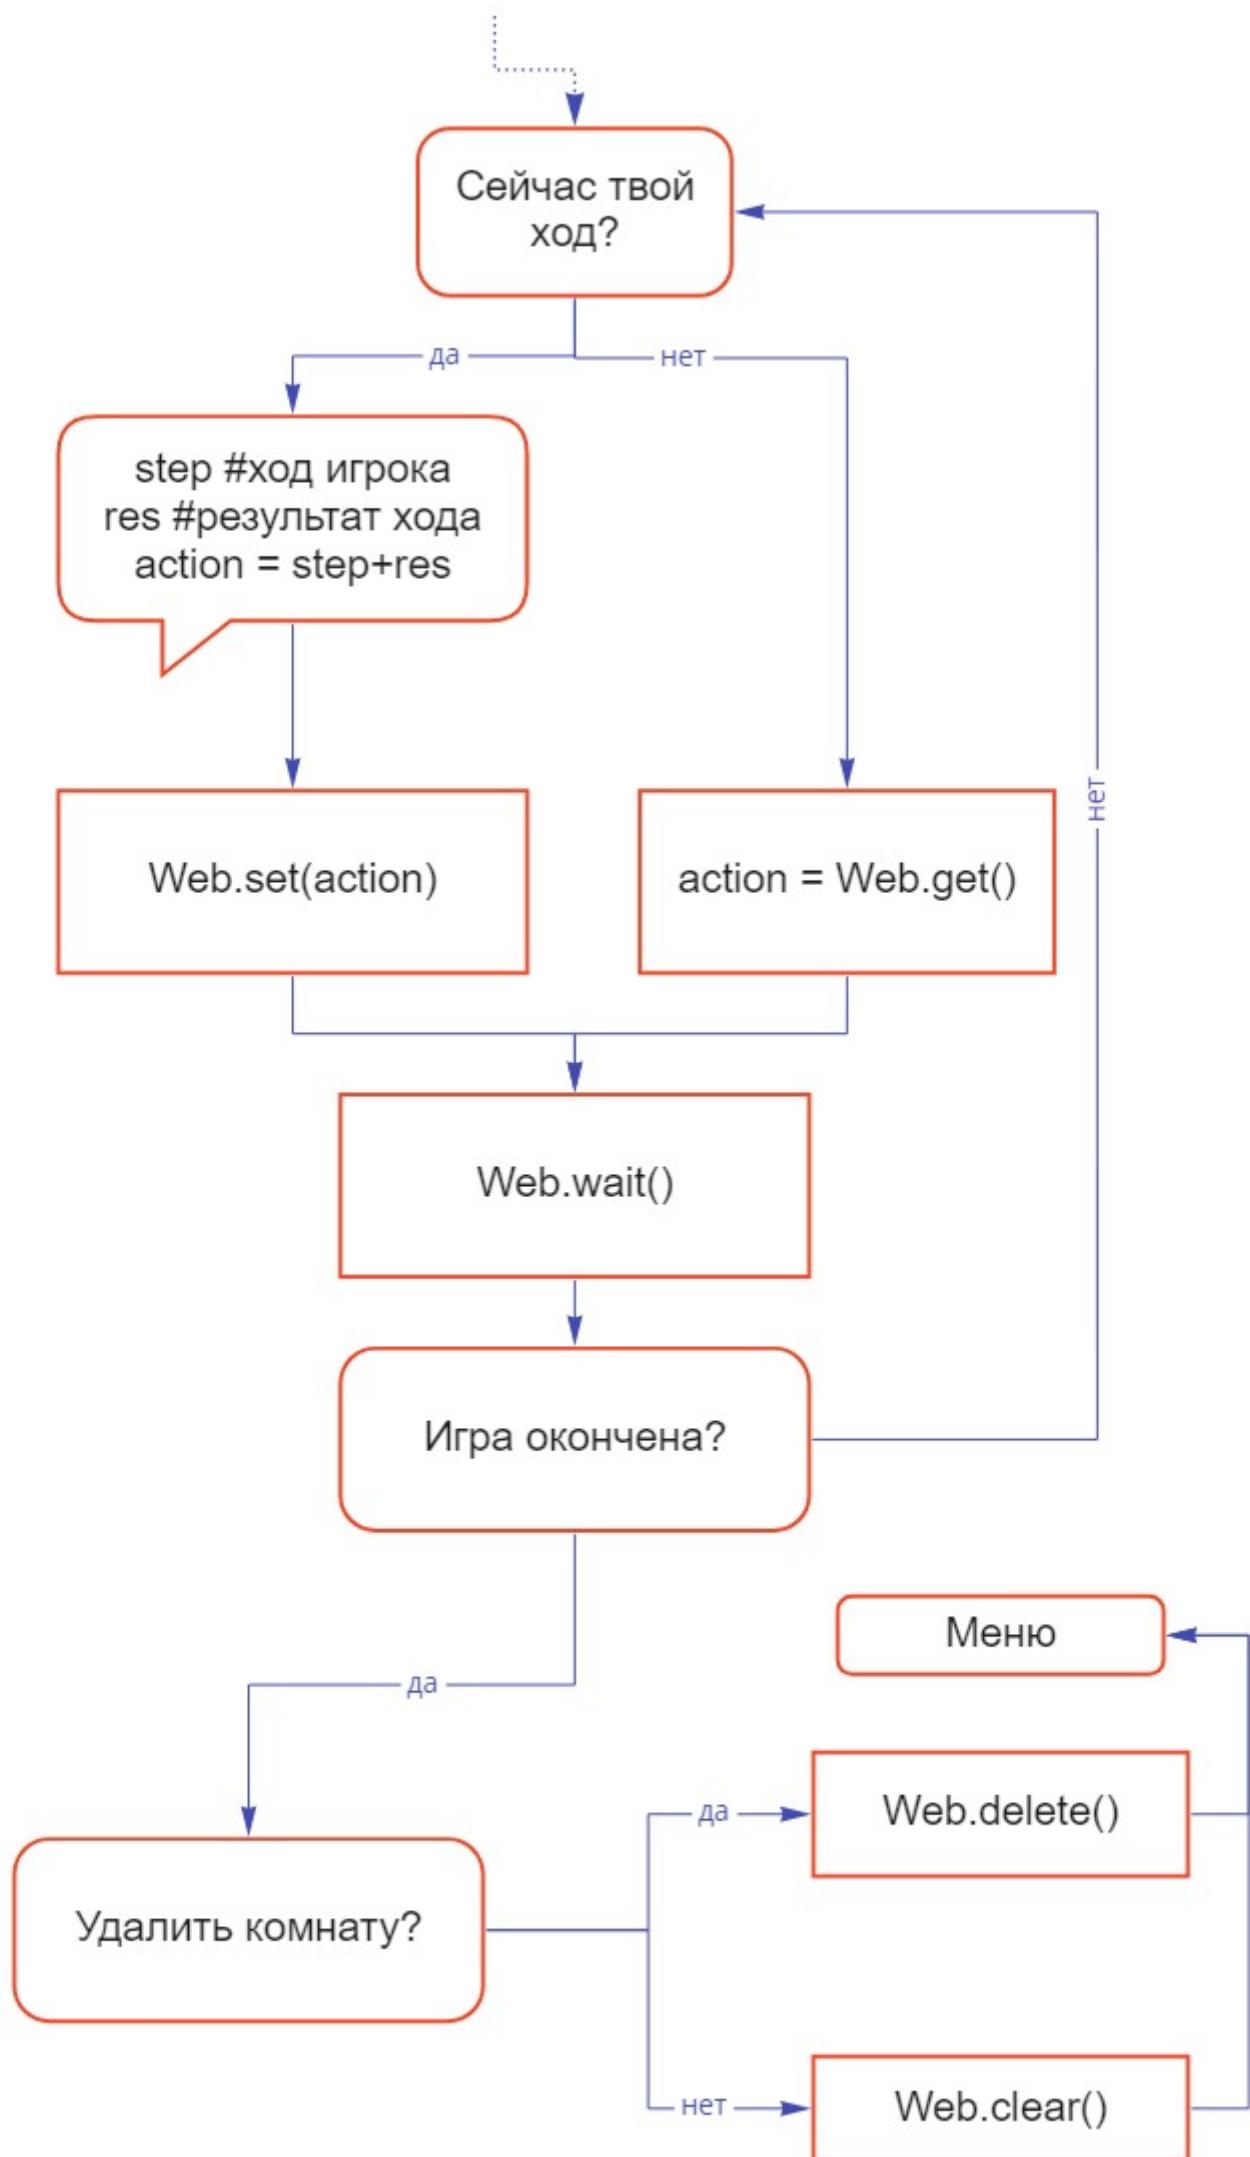 Сейчас твой
ход?
да
нет
step #ход игрока
res #результат хода
action = step+res
нет
Web.set(action)
action = Web.get()
Web.wait()
Игра окончена?
Меню
да
да
Web.delete()
Удалить комнату?
нет
Web.clear()